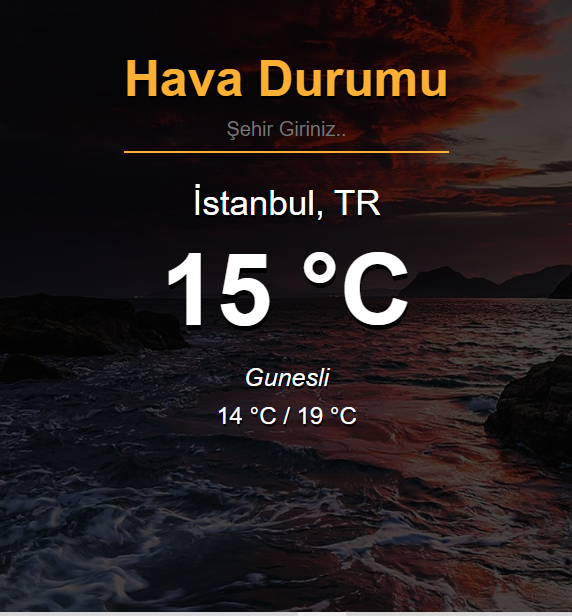 Hava Durumu
Şehir Giriniz..
İstanbul, TR
15 °C
Gunesli
14 °C / 19 °C